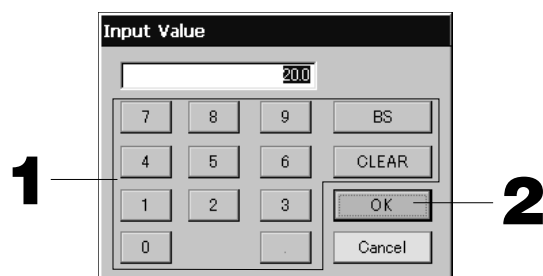 Input Value
20.0
7 8 9 BS
4 5 6 CLEAR
1 2 3 OK
0 . Cancel
1
2